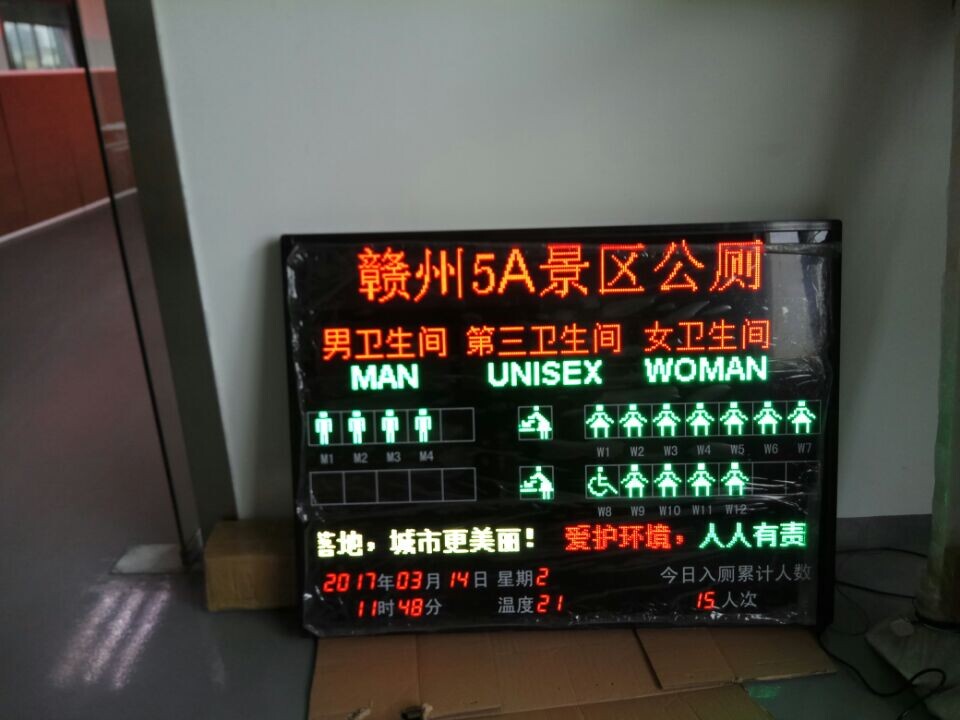 赣州5A景区公厕
男卫生间 第三卫生间 女卫生间
MAN UNISEX WOMAN
M1 M2 M3 M4 W1 W2 W3 W4 W5 W6 W7
W8 W9 W10 W11 W12
落地，城市更美丽！ 爱护环境，人人有责
2017年03月14日 星期2 今日入厕累计人数
11时48分 温度21 15人次